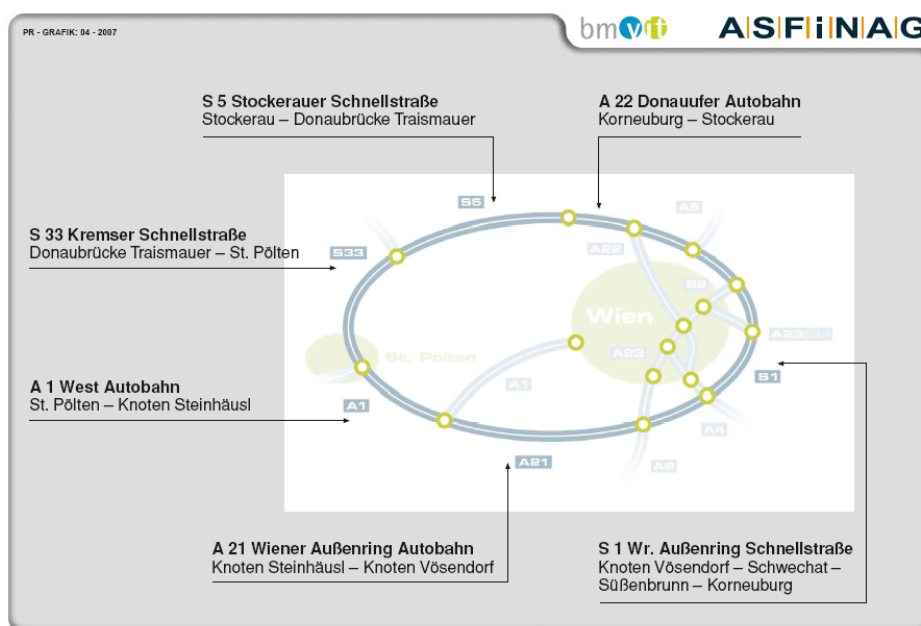 PR - GRAFIK: 04 - 2007
bmvit
ASFiNAG
S 5 Stockerauer Schnellstraße
Stockerau – Donaubrücke Traismauer
A 22 Donauufer Autobahn
Korneuburg – Stockerau
S 33 Kremser Schnellstraße
Donaubrücke Traismauer – St. Pölten
A 1 West Autobahn
St. Pölten – Knoten Steinhäusl
S5
A5
S33
A22
S2
Wien
A23
St. Pölten
A23
A1
S1
A1
A4
A21
A2
A 21 Wiener Außenring Autobahn
Knoten Steinhäusl – Knoten Vösendorf
S 1 Wr. Außenring Schnellstraße
Knoten Vösendorf – Schwechat –
Süßenbrunn – Korneuburg